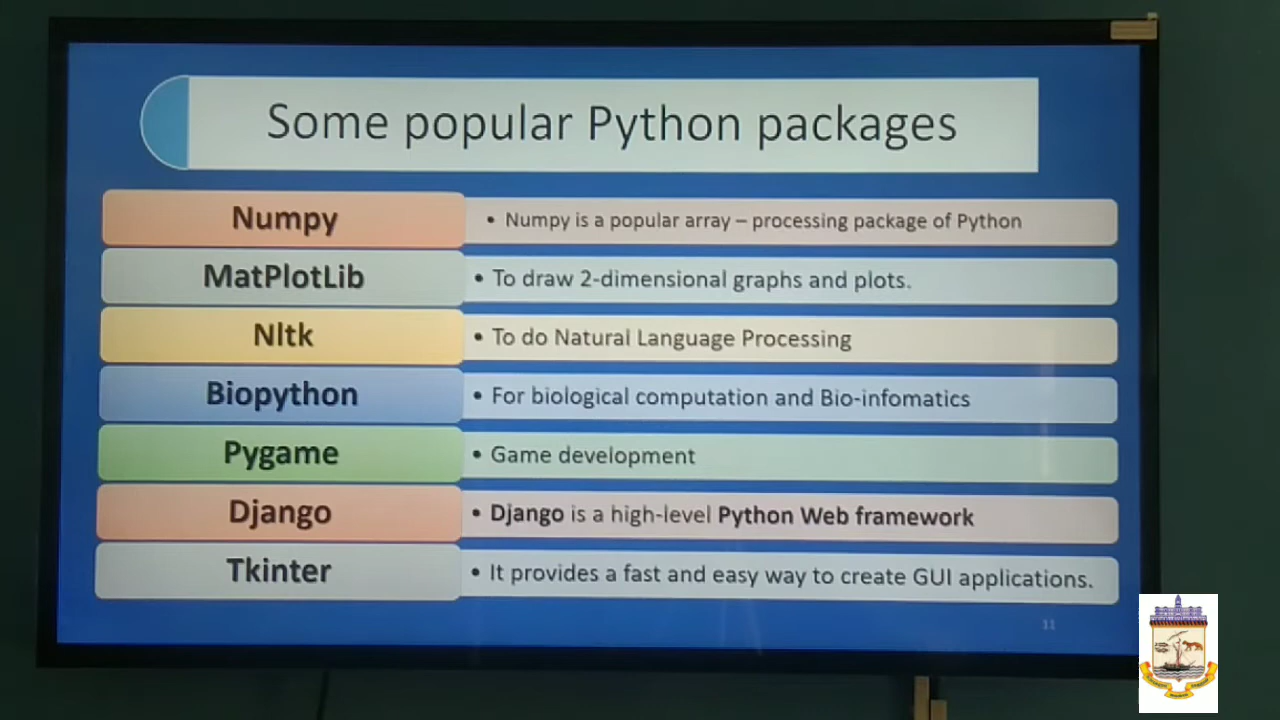 Some popular Python packages
Numpy
• Numpy is a popular array – processing package of Python
MatPlotLib
• To draw 2-dimensional graphs and plots.
Nltk
• To do Natural Language Processing
Biopython
• For biological computation and Bio-infomatics
Pygame
• Game development
Django
• Django is a high-level Python Web framework
Tkinter
• It provides a fast and easy way to create GUI applications.
11